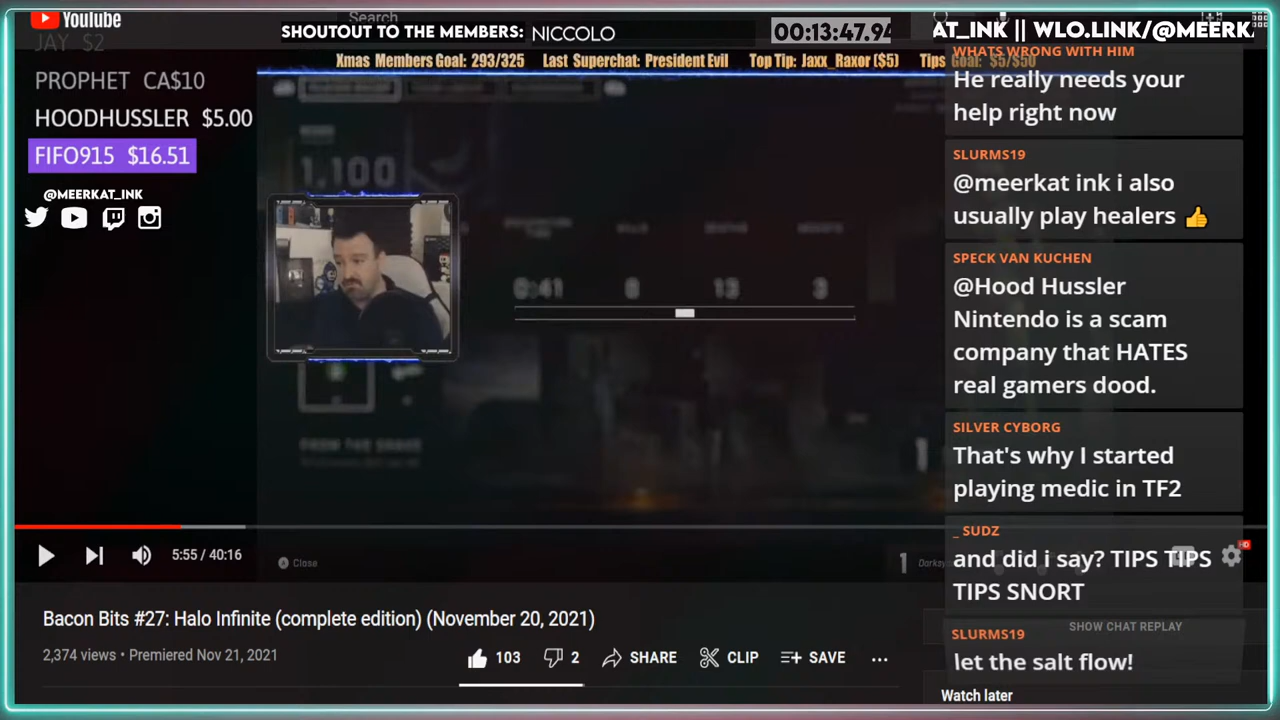 YouTube
Search
SHOUTOUT TO THE MEMBERS: NICCOLO
00:13:47.94
AT_INK || WLO.LINK/@MEERKA
JAY $2
PROPHET CA$10
HOODHUSSLER $5.00
FIFO915 $16.51
@MEERKAT_INK
Xmas Members Goal: 293/325 Last Superchat: President Evil Top Tip: Jaxx_Raxor ($5) Tips Goal: $5/$50
1,100
0:41 8 13 3
WHATS WRONG WITH HIM
He really needs your
help right now
SLURMS19
@meerkat ink i also
usually play healers 👍
SPECK VAN KUCHEN
@Hood Hussler
Nintendo is a scam
company that HATES
real gamers dood.
SILVER CYBORG
That's why I started
playing medic in TF2
_ SUDZ
and did i say? TIPS TIPS
TIPS SNORT
SLURMS19
let the salt flow!
5:55 / 40:16
Close
1
HD
Bacon Bits #27: Halo Infinite (complete edition) (November 20, 2021)
2,374 views • Premiered Nov 21, 2021
103 2 SHARE CLIP SAVE ...
SHOW CHAT REPLAY
Watch later